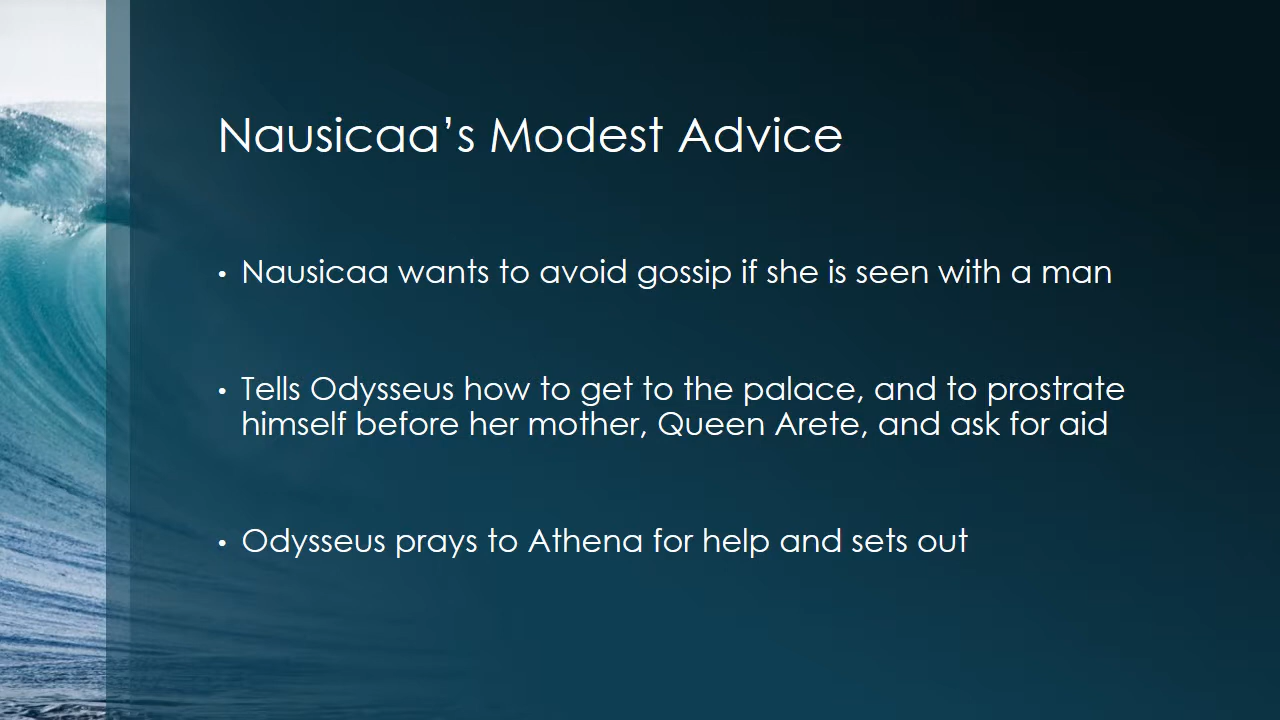 Nausicaa’s Modest Advice
• Nausicaa wants to avoid gossip if she is seen with a man
• Tells Odysseus how to get to the palace, and to prostrate
himself before her mother, Queen Arete, and ask for aid
• Odysseus prays to Athena for help and sets out